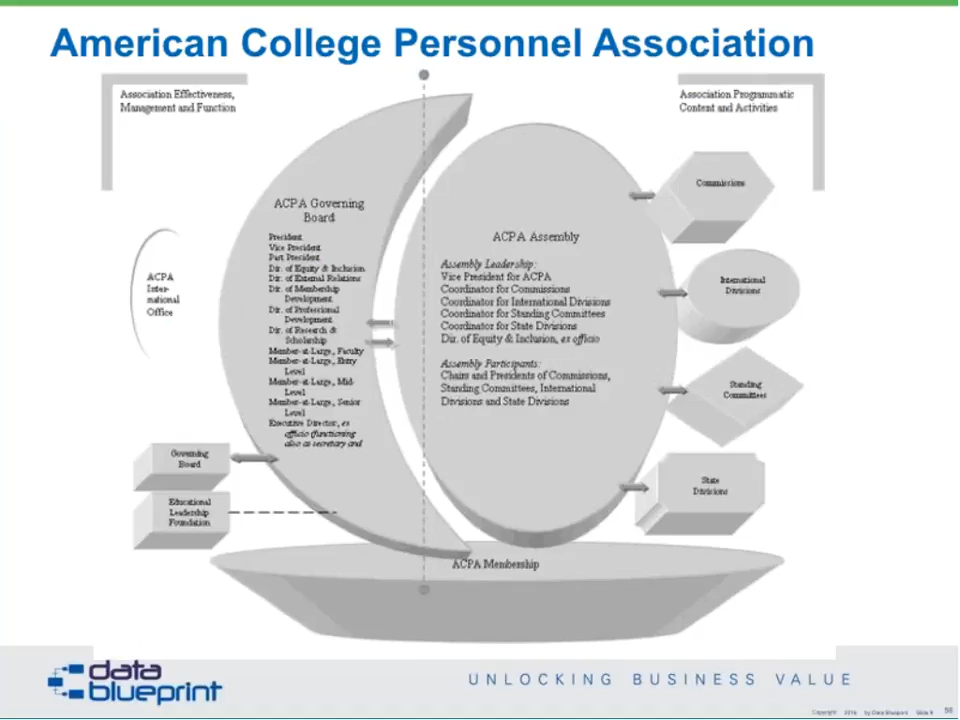 American College Personnel Association
Association Effectiveness,
Management and Function
Association Programmatic
Content and Activities
ACPA Governing
Board
President
Vice President
Past President
Dir. of Equity & Inclusion
Dir. of External Relations
Dir. of Membership
Development
Dir. of Professional
Development
Dir. of Research &
Scholarship
Member-at-Large, Faculty
Member-at-Large, Entry
Level
Member-at-Large, Mid-
Level
Member-at-Large, Senior
Level
Executive Director, ex
officio (functioning
also as secretary and
ACPA
Inter-
national
Office
Governing
Board
Educational
Leadership
Foundation
ACPA Assembly
Assembly Leadership:
Vice President for ACPA
Coordinator for Commissions
Coordinator for International Divisions
Coordinator for Standing Committees
Coordinator for State Divisions
Dir. of Equity & Inclusion, ex officio
Assembly Participants:
Chairs and Presidents of Commissions,
Standing Committees, International
Divisions and State Divisions
Commissions
International
Divisions
Standing
Committees
State
Divisions
ACPA Membership
data
blueprint
UNLOCKING BUSINESS VALUE
Copyright by Data Blueprint Slide #